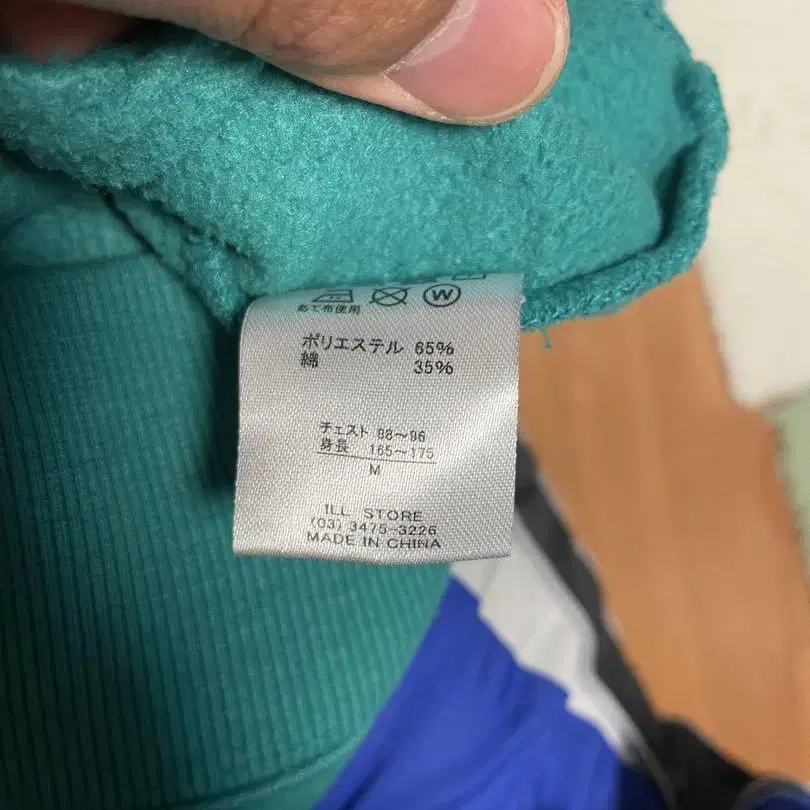 あて布使用
W
ポリエステル 65%
綿 35%
チェスト 88〜96
身長 165〜175
M
ILL STORE
(03) 3475-3226
MADE IN CHINA